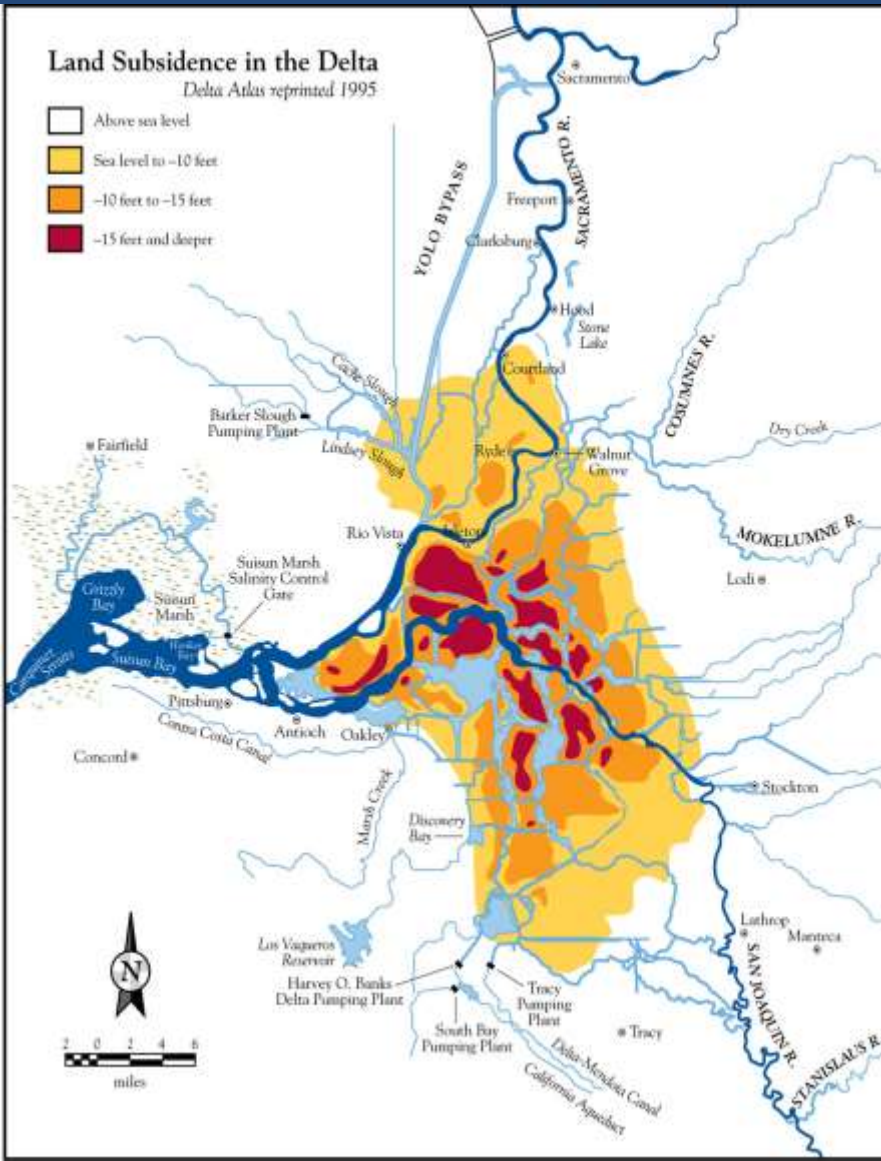 Land Subsidence in the Delta
Delta Atlas reprinted 1995
Above sea level
Sea level to –10 feet
–10 feet to –15 feet
–15 feet and deeper
Sacramento
SACRAMENTO R.
YOLO BYPASS
Freeport
Clarksburg
Hood
Stone
Lake
Courtland
COSUMNES R.
Cache Slough
Barker Slough
Pumping Plant
Lindsey Slough
Dry Creek
Fairfield
Ryde
Walnut
Grove
MOKELUMNE R.
Rio Vista
Isleton
Lodi
Suisun Marsh
Salinity Control
Gate
Grizzly
Bay
Suisun
Marsh
Honker
Bay
Suisun Bay
Carquinez
Straits
Pittsburg
Antioch
Oakley
Contra Costa
Canal
Concord
Marsh Creek
Stockton
Discovery
Bay
Los Vaqueros
Reservoir
Lathrop
Manteca
Harvey O. Banks
Delta Pumping Plant
Tracy
Pumping
Plant
South Bay
Pumping Plant
Tracy
SAN JOAQUIN R.
Delta-Mendota Canal
California Aqueduct
STANISLAUS R.
N
2 0 2 4 6
miles